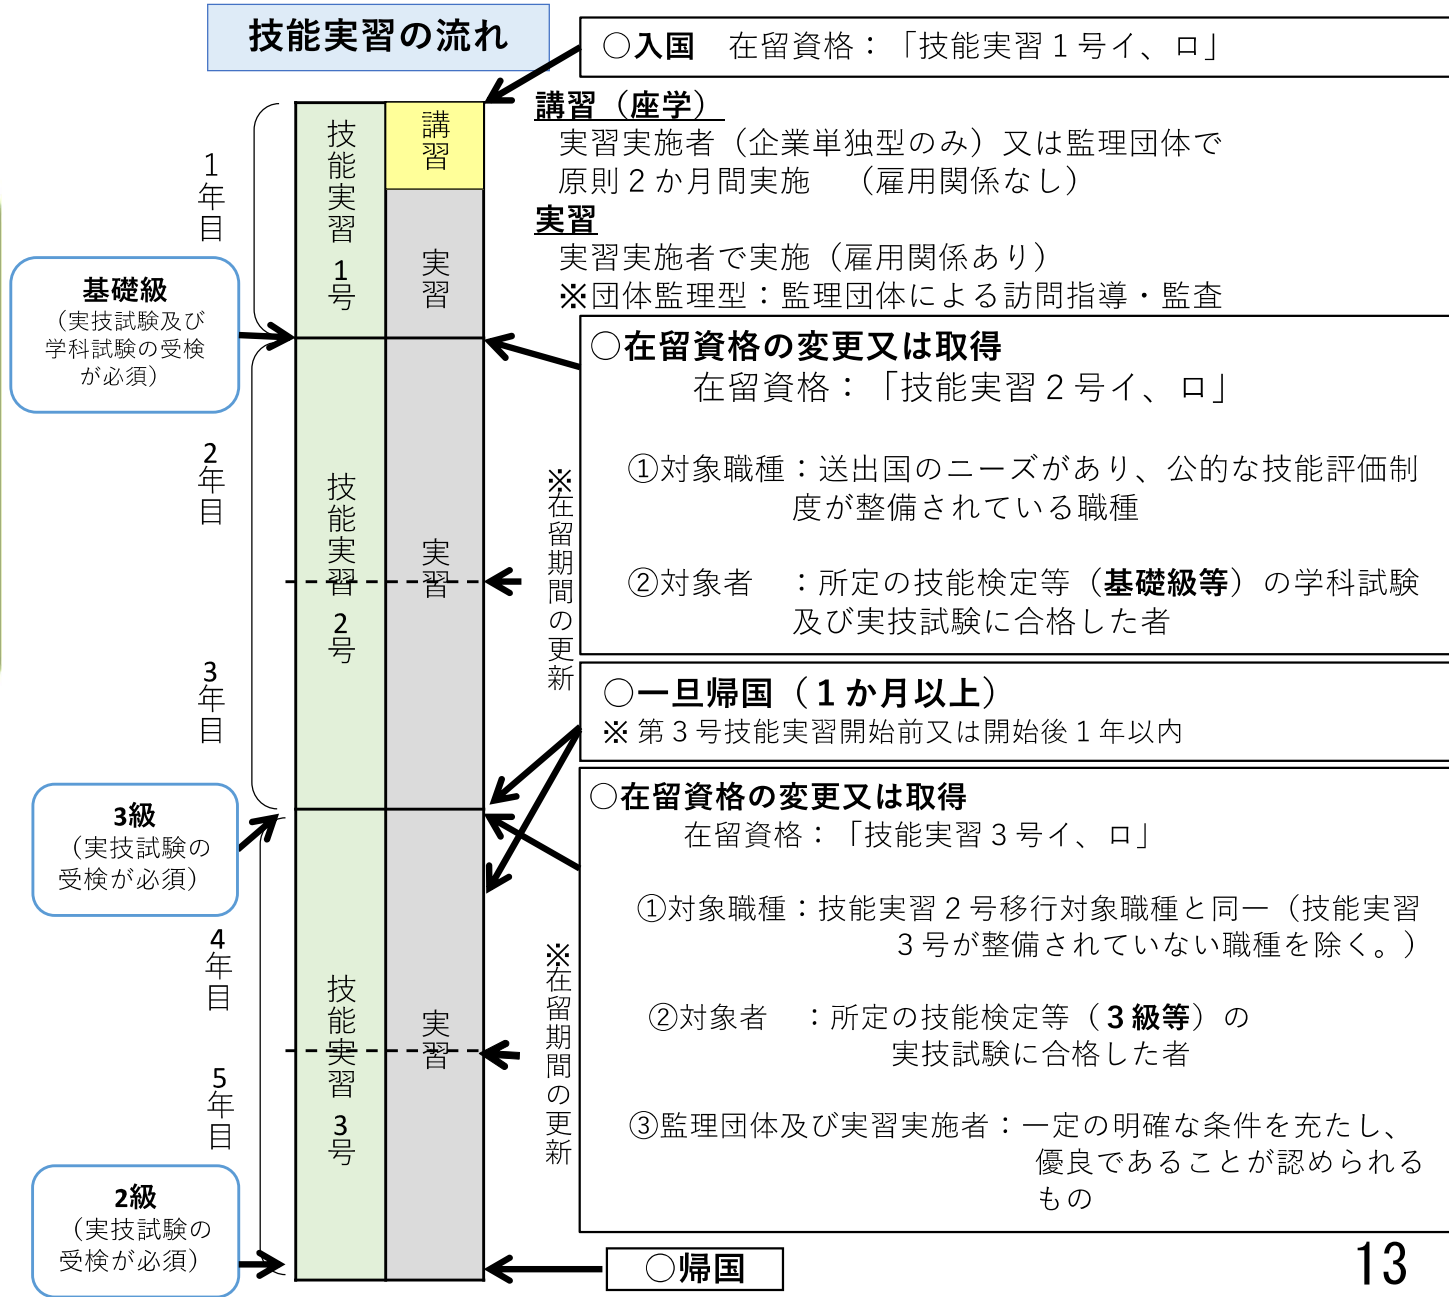 技能実習の流れ
○入国　在留資格：「技能実習１号イ、ロ」
講習（座学）
実習実施者（企業単独型のみ）又は監理団体で
原則２か月間実施　（雇用関係なし）
実習
実習実施者で実施（雇用関係あり）
※団体監理型：監理団体による訪問指導・監査
1年目
技能実習1号
講習
実習
基礎級
（実技試験及び
学科試験の受検
が必須）
○在留資格の変更又は取得
在留資格：「技能実習２号イ、ロ」
①対象職種：送出国のニーズがあり、公的な技能評価制
度が整備されている職種
②対象者　：所定の技能検定等（基礎級等）の学科試験
及び実技試験に合格した者
2年目
技能実習2号
実習
※在留期間の更新
3年目
○一旦帰国（１か月以上）
※ 第３号技能実習開始前又は開始後１年以内
3級
（実技試験の
受検が必須）
○在留資格の変更又は取得
在留資格：「技能実習３号イ、ロ」
①対象職種：技能実習２号移行対象職種と同一（技能実習
３号が整備されていない職種を除く。）
②対象者　：所定の技能検定等（３級等）の
実技試験に合格した者
③監理団体及び実習実施者：一定の明確な条件を充たし、
優良であることが認められる
もの
4年目
技能実習3号
実習
※在留期間の更新
5年目
2級
（実技試験の
受検が必須）
○帰国
13